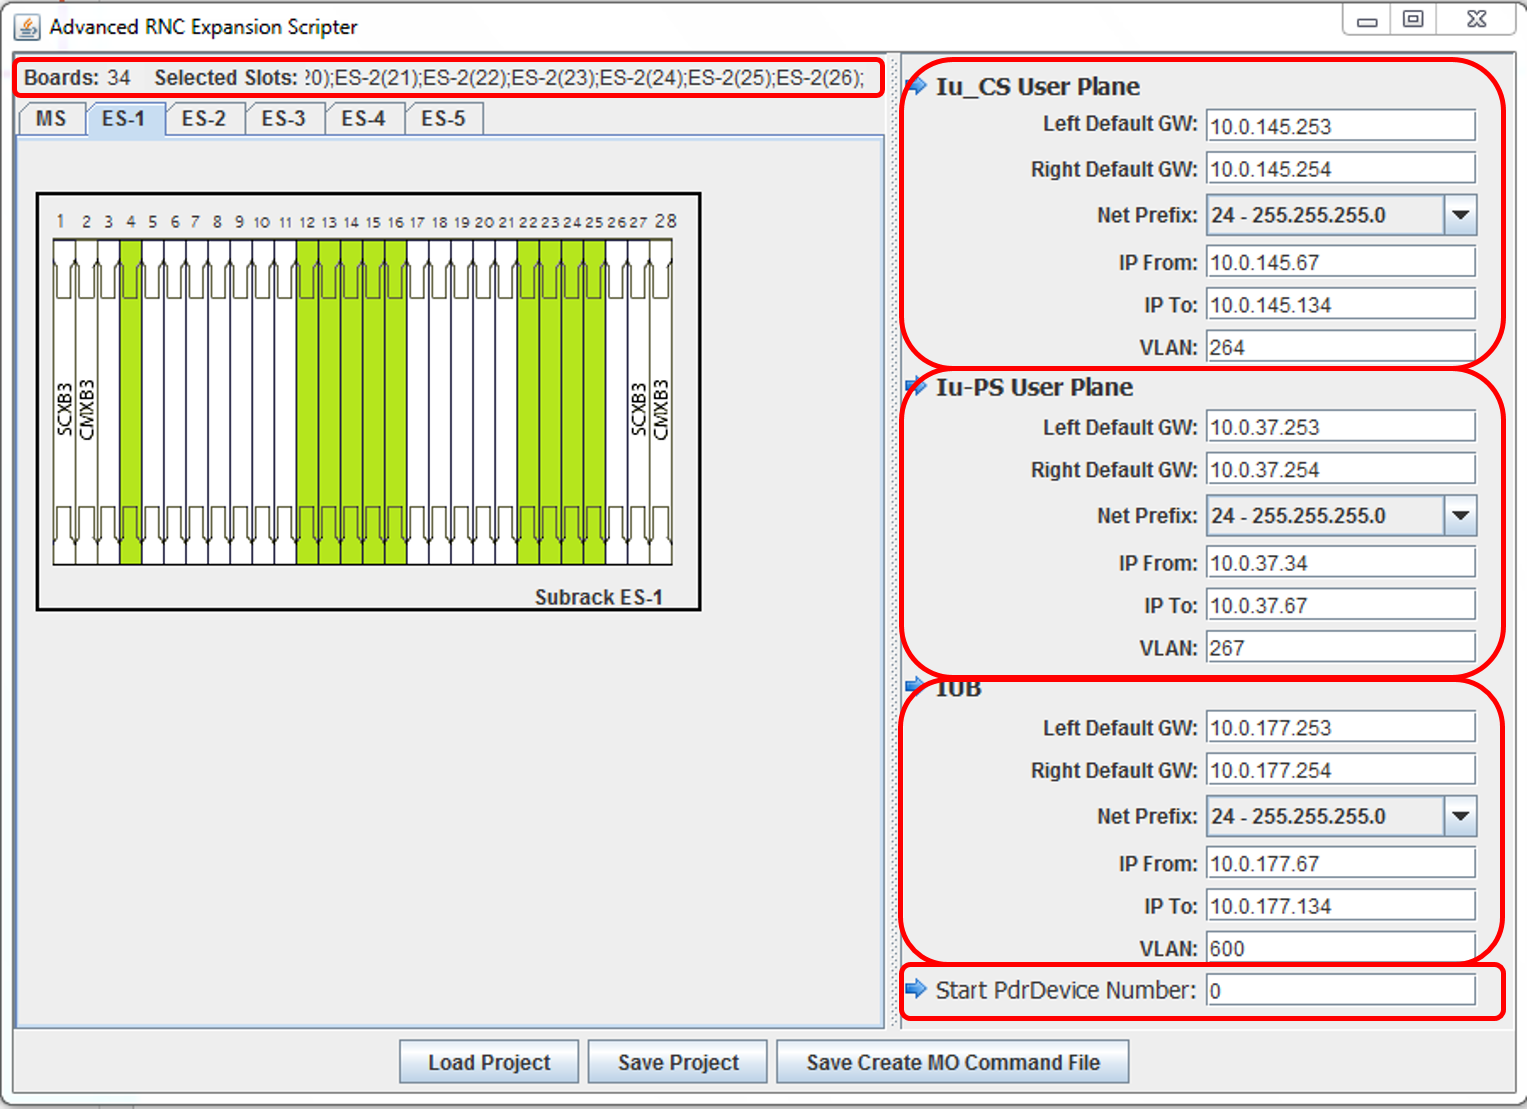 Advanced RNC Expansion Scripter
Boards: 34 Selected Slots: 20);ES-2(21);ES-2(22);ES-2(23);ES-2(24);ES-2(25);ES-2(26);
MS ES-1 ES-2 ES-3 ES-4 ES-5
1 2 3 4 5 6 7 8 9 10 11 12 13 14 15 16 17 18 19 20 21 22 23 24 25 26 27 28
SCXB3
CMXB3
SCXB3
CMXB3
Subrack ES-1
Iu_CS User Plane
Left Default GW: 10.0.145.253
Right Default GW: 10.0.145.254
Net Prefix: 24 - 255.255.255.0
IP From: 10.0.145.67
IP To: 10.0.145.134
VLAN: 264
Iu-PS User Plane
Left Default GW: 10.0.37.253
Right Default GW: 10.0.37.254
Net Prefix: 24 - 255.255.255.0
IP From: 10.0.37.34
IP To: 10.0.37.67
VLAN: 267
IUB
Left Default GW: 10.0.177.253
Right Default GW: 10.0.177.254
Net Prefix: 24 - 255.255.255.0
IP From: 10.0.177.67
IP To: 10.0.177.134
VLAN: 600
Start PdrDevice Number: 0
Load Project Save Project Save Create MO Command File